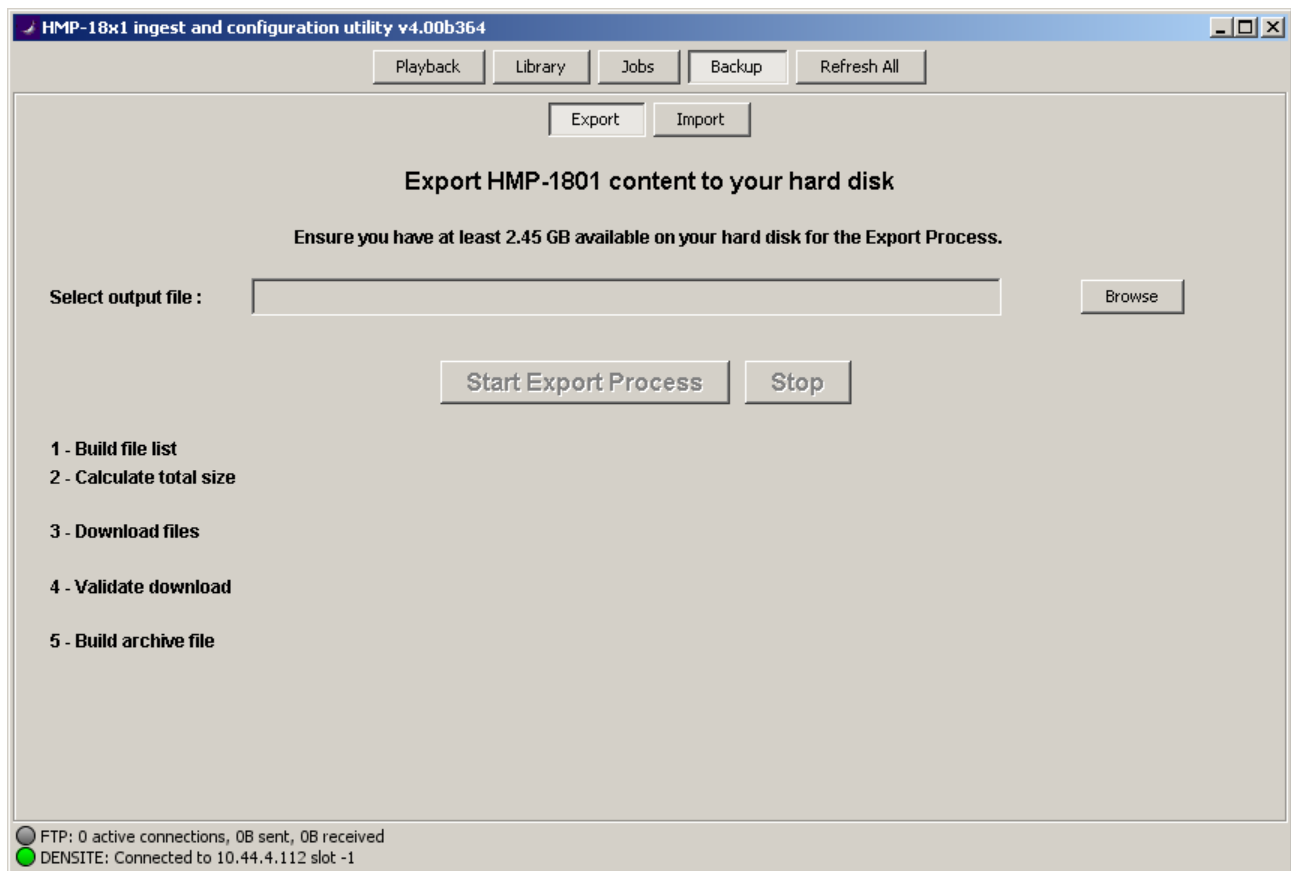 HMP-18x1 ingest and configuration utility v4.00b364
Playback Library Jobs Backup Refresh All
Export Import
Export HMP-1801 content to your hard disk
Ensure you have at least 2.45 GB available on your hard disk for the Export Process.
Select output file : Browse
Start Export Process Stop
1 - Build file list
2 - Calculate total size
3 - Download files
4 - Validate download
5 - Build archive file
FTP: 0 active connections, 0B sent, 0B received
DENSITE: Connected to 10.44.4.112 slot -1